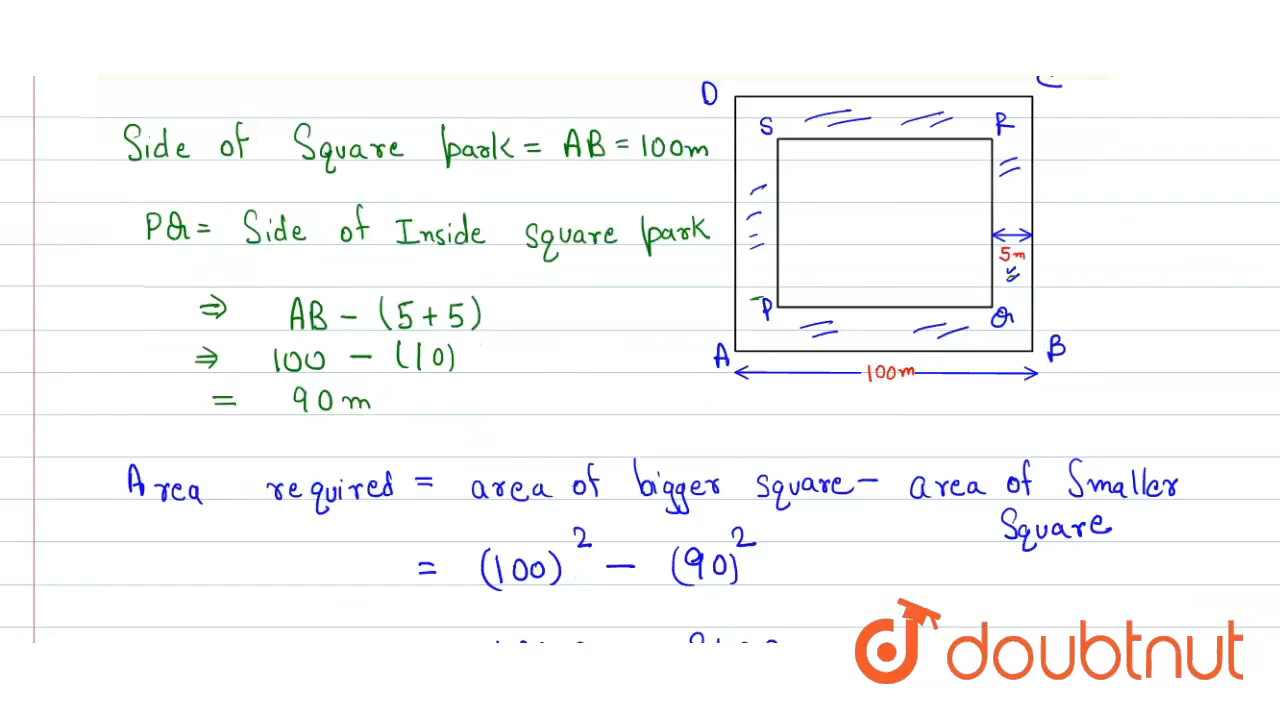 D
S
R
Side of Square park = AB = 100m
PQ = Side of Inside square park
5m
⇒ AB - (5+5)
P
Q
⇒ 100 - (10)
A
B
100m
= 90m
Area required = area of bigger square - area of Smaller
Square
= (100)² - (90)²
doubtnut